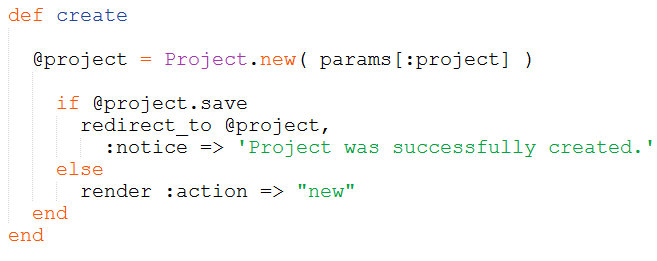 def create
@project = Project.new( params[:project] )
if @project.save
redirect_to @project,
:notice => 'Project was successfully created.'
else
render :action => "new"
end
end